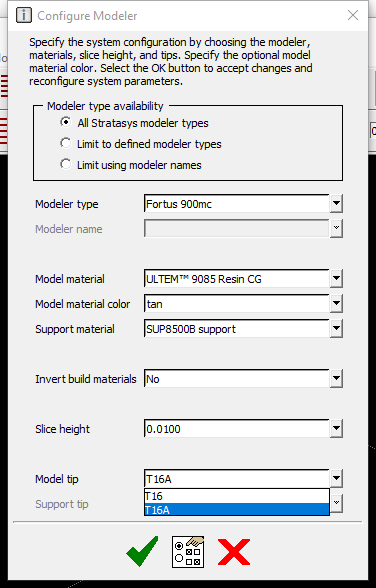 Configure Modeler
Specify the system configuration by choosing the modeler,
materials, slice height, and tips. Specify the optional model
material color. Select the OK button to accept changes and
reconfigure system parameters.
Modeler type availability
All Stratasys modeler types
Limit to defined modeler types
Limit using modeler names
Modeler type Fortus 900mc
Modeler name
Model material ULTEM™ 9085 Resin CG
Model material color tan
Support material SUP8500B support
Invert build materials No
Slice height 0.0100
Model tip T16A
T16
Support tip T16A